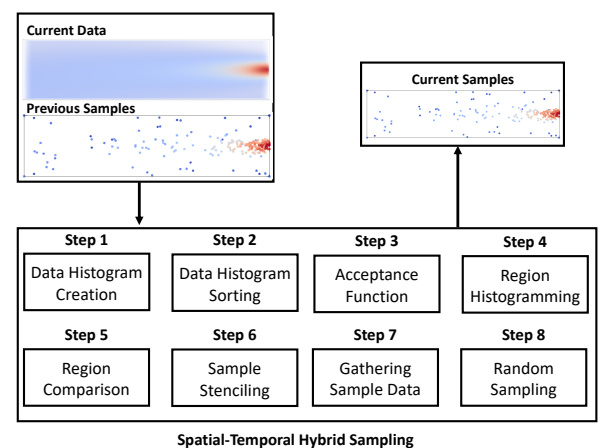 Current Data
Previous Samples
Current Samples
Step 1
Step 2
Step 3
Step 4
Data Histogram
Creation
Data Histogram
Sorting
Acceptance
Function
Region
Histogramming
Step 5
Step 6
Step 7
Step 8
Region
Comparison
Sample
Stenciling
Gathering
Sample Data
Random
Sampling
Spatial-Temporal Hybrid Sampling